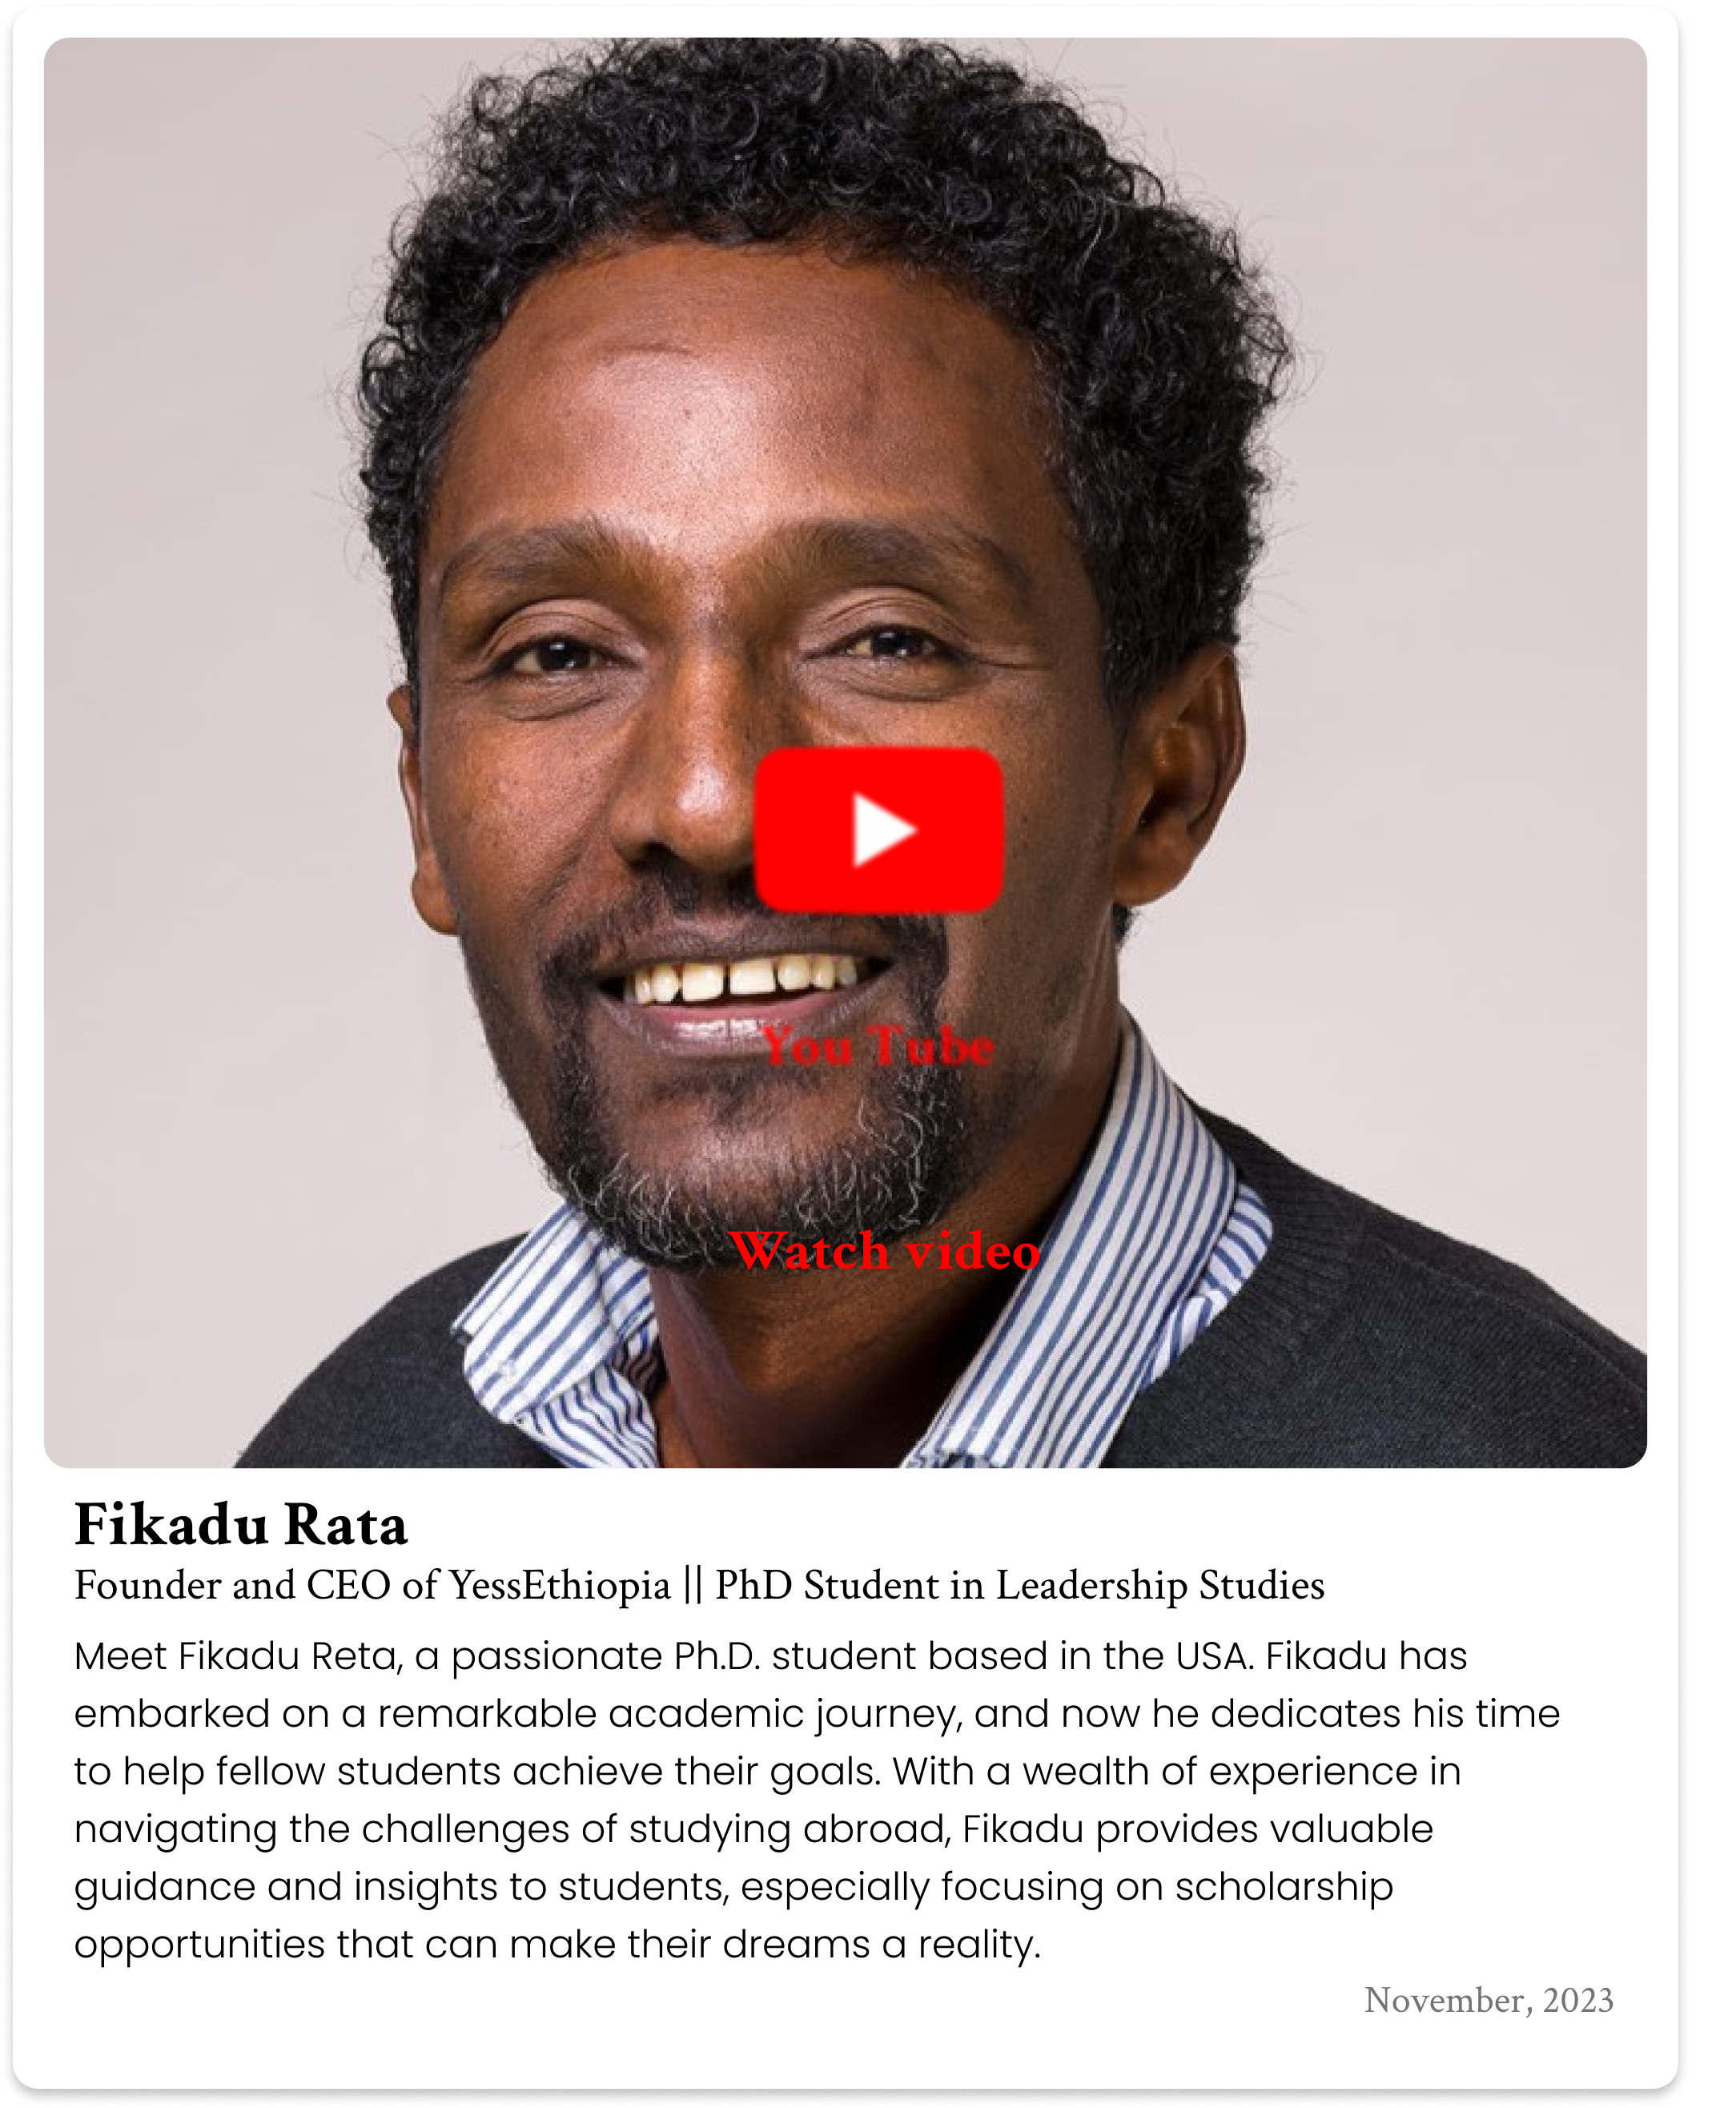 You Tube
Watch video
Fikadu Rata
Founder and CEO of YessEthiopia || PhD Student in Leadership Studies
Meet Fikadu Reta, a passionate Ph.D. student based in the USA. Fikadu has
embarked on a remarkable academic journey, and now he dedicates his time
to help fellow students achieve their goals. With a wealth of experience in
navigating the challenges of studying abroad, Fikadu provides valuable
guidance and insights to students, especially focusing on scholarship
opportunities that can make their dreams a reality.
November, 2023